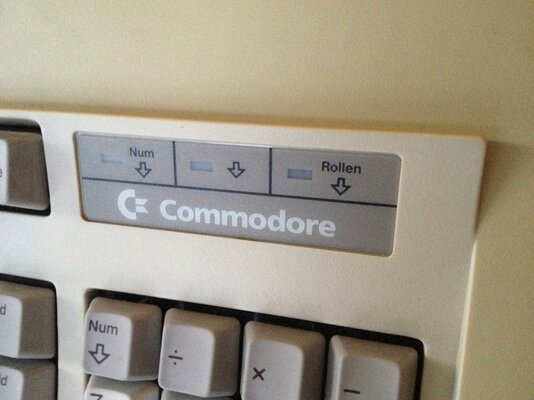 Num Rollen
Commodore
Num ÷ × −